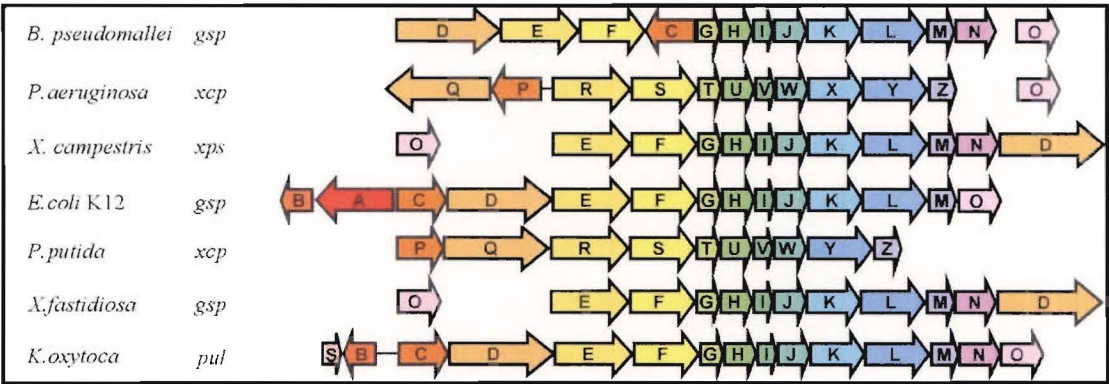 B. pseudomallei gsp D E F C G H I J K L M N O
P.aeruginosa xcp Q P R S T U V W X Y Z O
X. campestris xps O E F G H I J K L M N D
E.coli K12 gsp B A C D E F G H I J K L M O
P.putida xcp P Q R S T U V W Y Z
X.fastidiosa gsp O E F G H I J K L M N D
K.oxytoca pul S B C D E F G H I J K L M N O